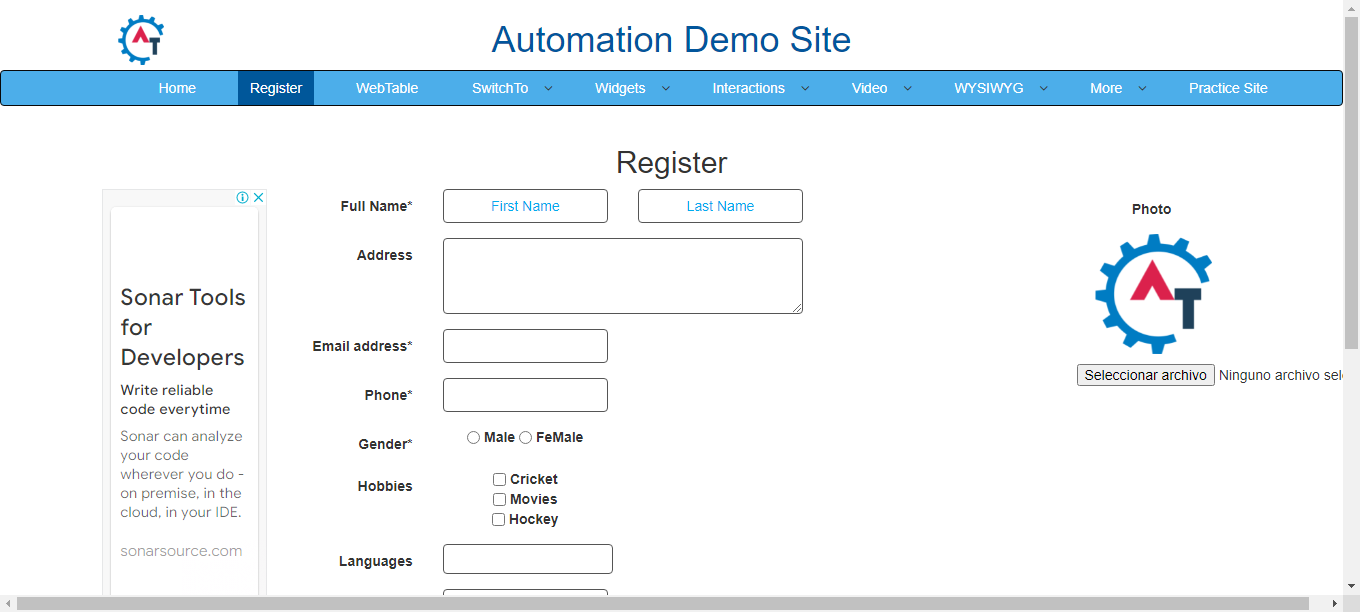 AT
Automation Demo Site
Home Register WebTable SwitchTo Widgets Interactions Video WYSIWYG More Practice Site
Register
Full Name* First Name Last Name
Address
Email address*
Phone*
Gender* Male FeMale
Hobbies Cricket
Movies
Hockey
Languages
Sonar Tools
for
Developers
Write reliable
code everytime
Sonar can analyze
your code
wherever you do -
on premise, in the
cloud, in your IDE.
sonarsource.com
Photo
AT
Seleccionar archivo Ninguno archivo sel